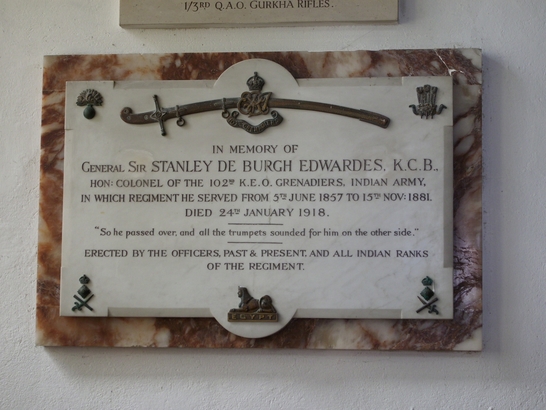 1/3RD Q.A.O. GURKHA RIFLES.
IN MEMORY OF
GENERAL SIR STANLEY DE BURGH EDWARDES, K.C.B.,
HON: COLONEL OF THE 102ND K.E.O. GRENADIERS, INDIAN ARMY,
IN WHICH REGIMENT HE SERVED FROM 5TH JUNE 1857 TO 15TH NOV: 1881.
DIED 24TH JANUARY 1918.
"So he passed over, and all the trumpets sounded for him on the other side."
ERECTED BY THE OFFICERS, PAST & PRESENT, AND ALL INDIAN RANKS
OF THE REGIMENT.
EGYPT